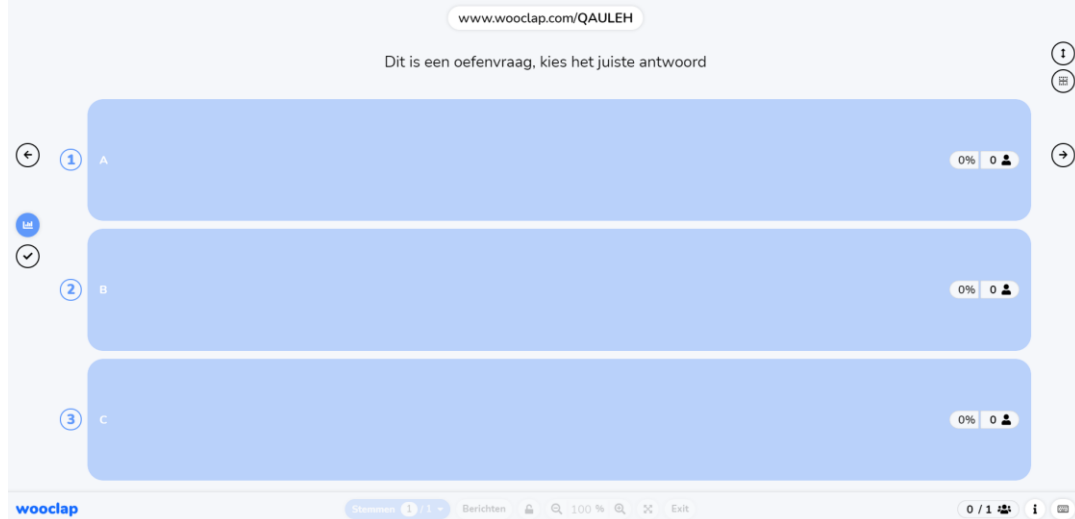 www.wooclap.com/QAULEH
Dit is een oefenvraag, kies het juiste antwoord
1 A 0% 0
2 B 0% 0
3 C 0% 0
wooclap Stemmen 1 / 1 Berichten 100 % Exit 0 / 1 i